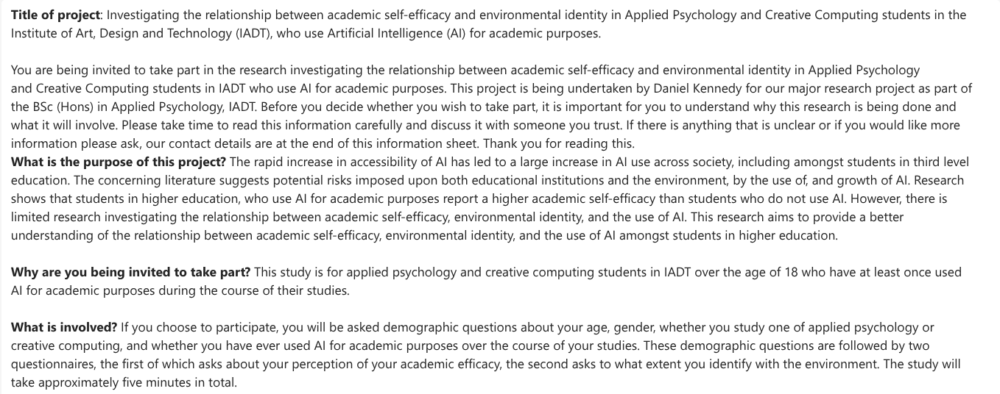 Title of project: Investigating the relationship between academic self-efficacy and environmental identity in Applied Psychology and Creative Computing students in the
Institute of Art, Design and Technology (IADT), who use Artificial Intelligence (AI) for academic purposes.
You are being invited to take part in the research investigating the relationship between academic self-efficacy and environmental identity in Applied Psychology
and Creative Computing students in IADT who use AI for academic purposes. This project is being undertaken by Daniel Kennedy for our major research project as part of
the BSc (Hons) in Applied Psychology, IADT. Before you decide whether you wish to take part, it is important for you to understand why this research is being done and
what it will involve. Please take time to read this information carefully and discuss it with someone you trust. If there is anything that is unclear or if you would like more
information please ask, our contact details are at the end of this information sheet. Thank you for reading this.
What is the purpose of this project? The rapid increase in accessibility of AI has led to a large increase in AI use across society, including amongst students in third level
education. The concerning literature suggests potential risks imposed upon both educational institutions and the environment, by the use of, and growth of AI. Research
shows that students in higher education, who use AI for academic purposes report a higher academic self-efficacy than students who do not use AI. However, there is
limited research investigating the relationship between academic self-efficacy, environmental identity, and the use of AI. This research aims to provide a better
understanding of the relationship between academic self-efficacy, environmental identity, and the use of AI amongst students in higher education.
Why are you being invited to take part? This study is for applied psychology and creative computing students in IADT over the age of 18 who have at least once used
AI for academic purposes during the course of their studies.
What is involved? If you choose to participate, you will be asked demographic questions about your age, gender, whether you study one of applied psychology or
creative computing, and whether you have ever used AI for academic purposes over the course of your studies. These demographic questions are followed by two
questionnaires, the first of which asks about your perception of your academic efficacy, the second asks to what extent you identify with the environment. The study will
take approximately five minutes in total.